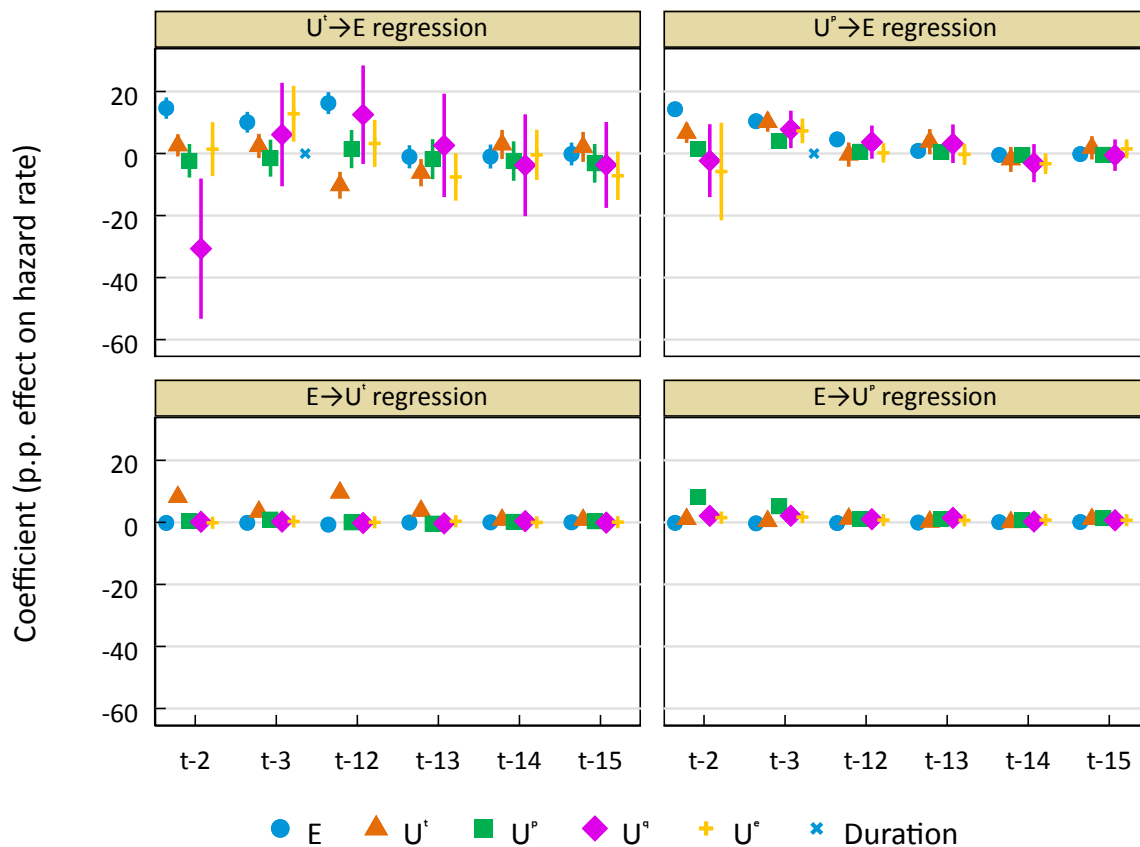 Uᵗ→E regression
Uᵖ→E regression
20
0
-20
-40
-60
Coefficient (p.p. effect on hazard rate)
E→Uᵗ regression
E→Uᵖ regression
20
0
-20
-40
-60
t-2 t-3 t-12 t-13 t-14 t-15
t-2 t-3 t-12 t-13 t-14 t-15
E Uᵗ Uᵖ U𐞥 Uᵉ Duration